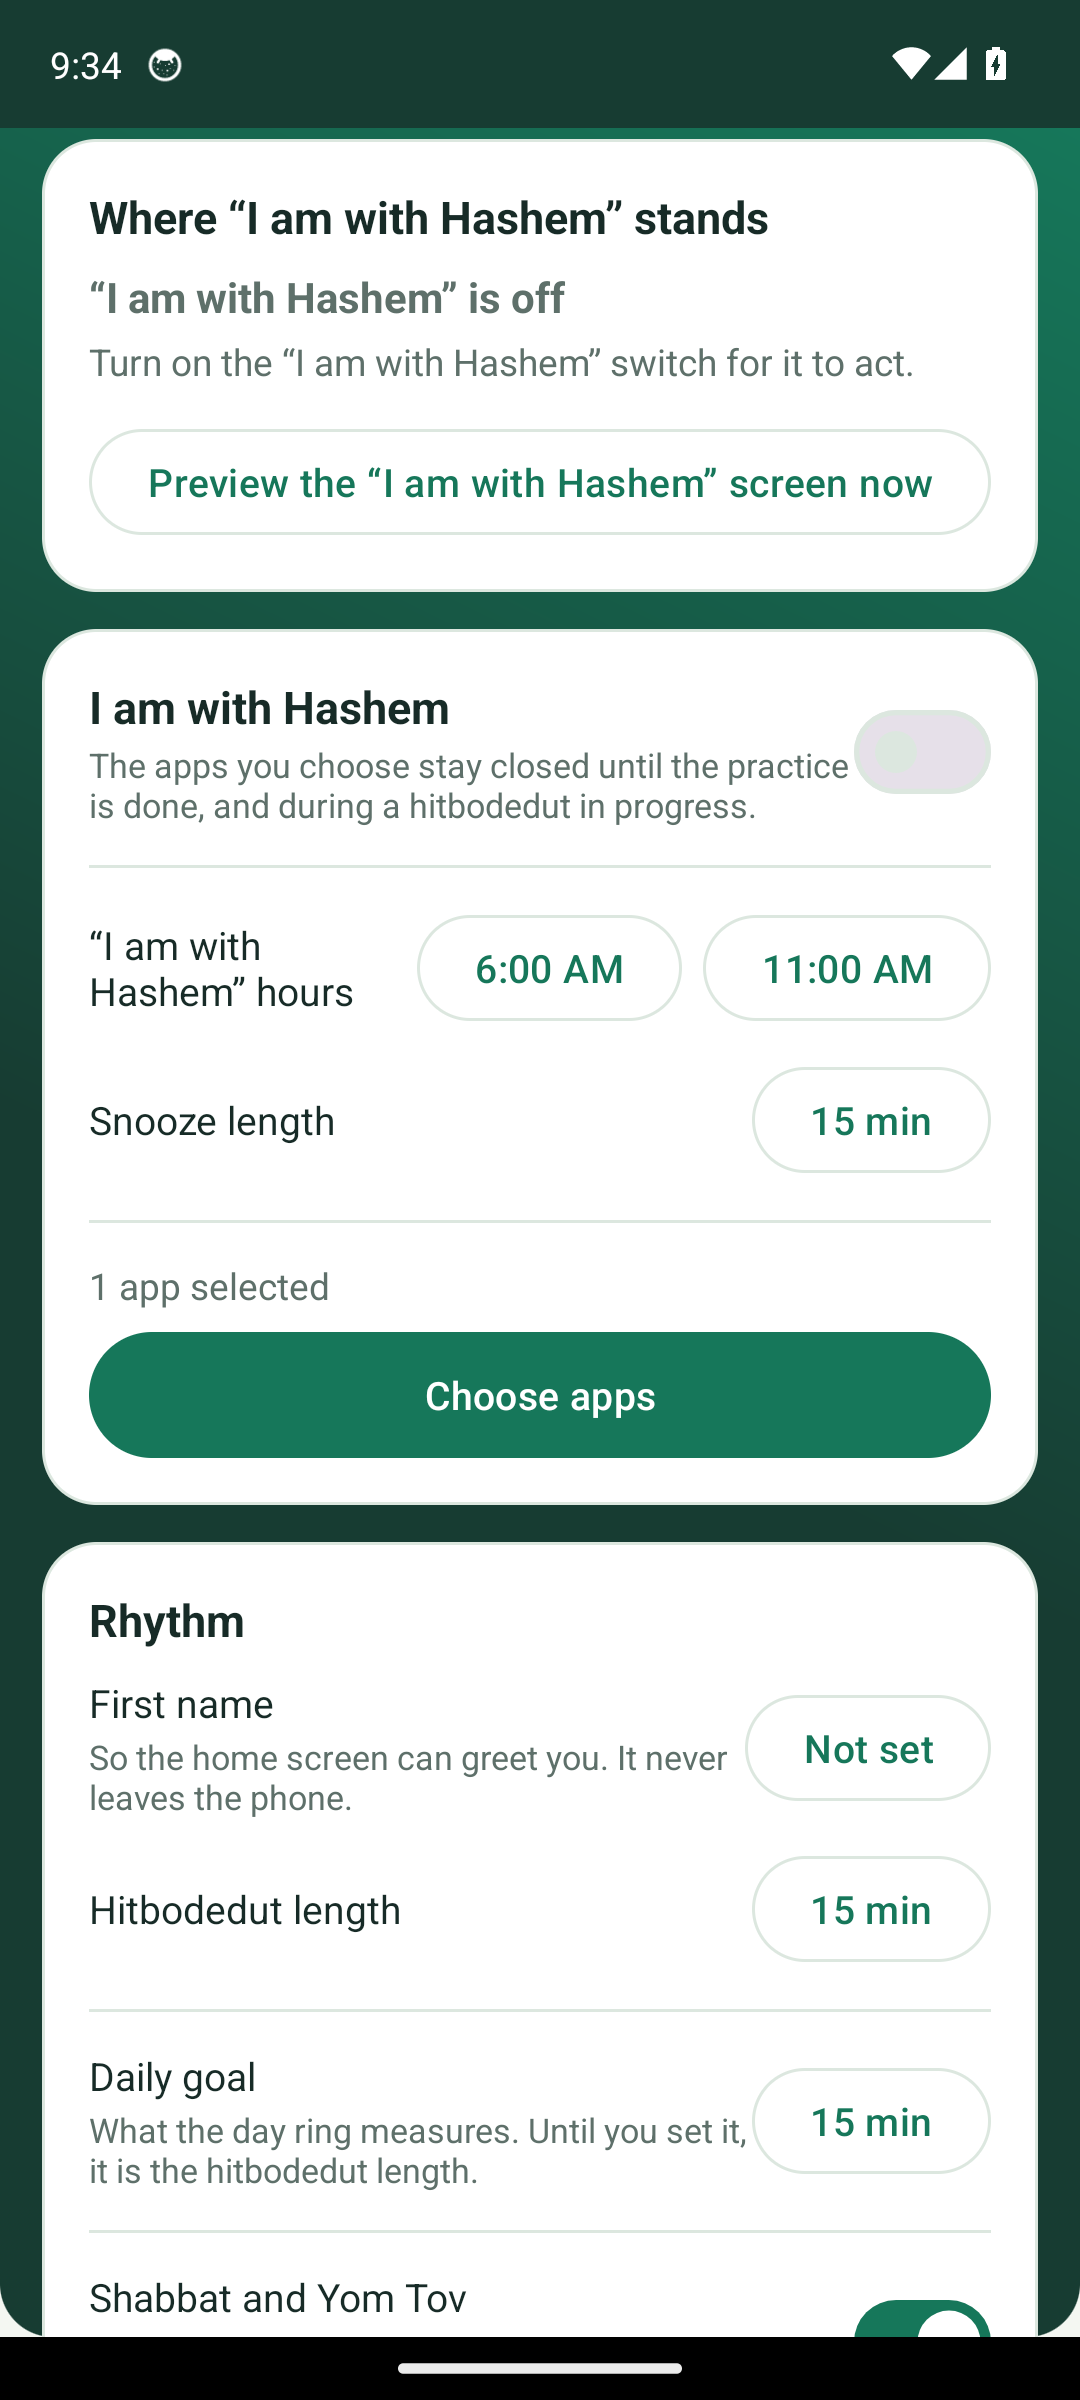 9:34
Where “I am with Hashem” stands
“I am with Hashem” is off
Turn on the “I am with Hashem” switch for it to act.
Preview the “I am with Hashem” screen now
I am with Hashem
The apps you choose stay closed until the practice
is done, and during a hitbodedut in progress.
“I am with
Hashem” hours
6:00 AM
11:00 AM
Snooze length
15 min
1 app selected
Choose apps
Rhythm
First name
So the home screen can greet you. It never
leaves the phone.
Not set
Hitbodedut length
15 min
Daily goal
What the day ring measures. Until you set it,
it is the hitbodedut length.
15 min
Shabbat and Yom Tov